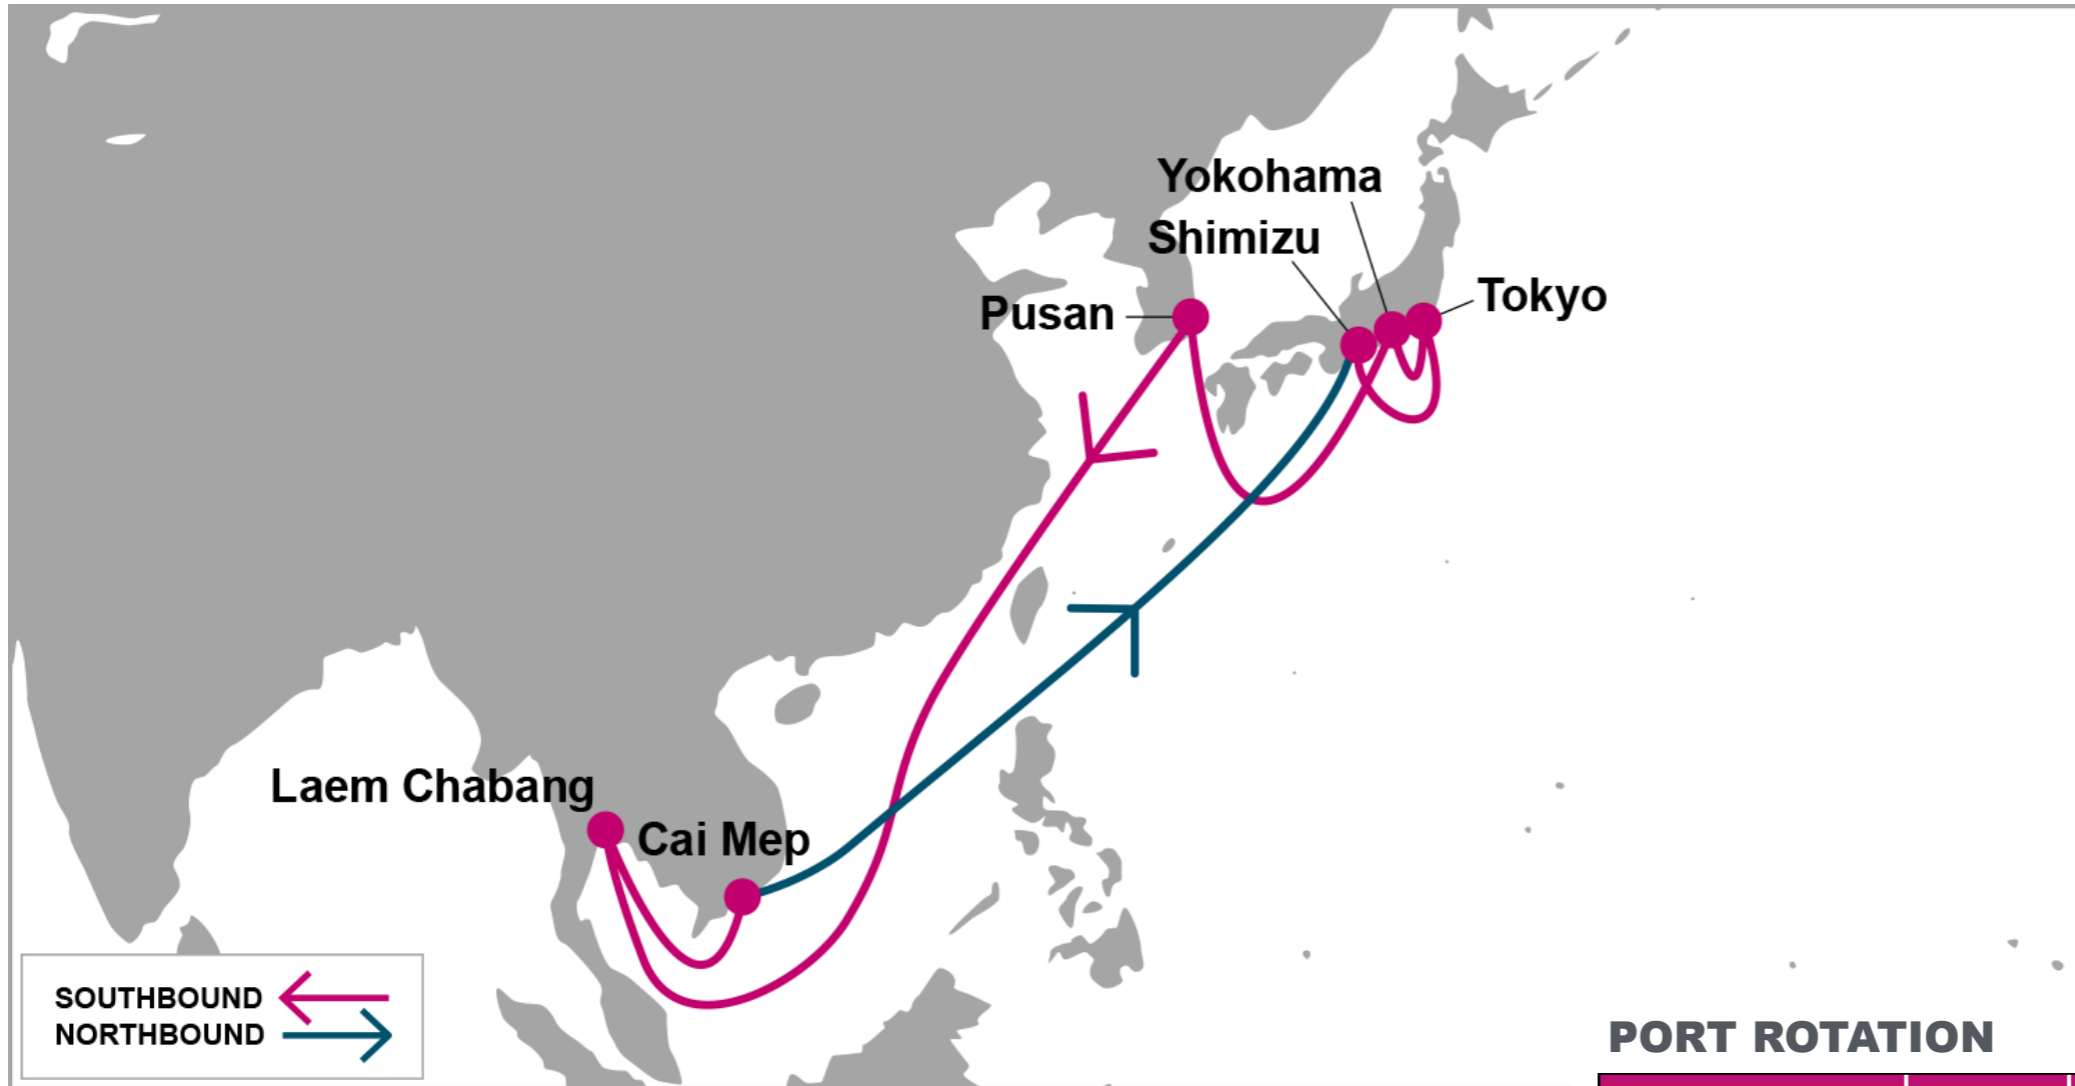 Yokohama
Shimizu
Tokyo
Pusan
Laem Chabang
Cai Mep
SOUTHBOUND
NORTHBOUND
PORT ROTATION